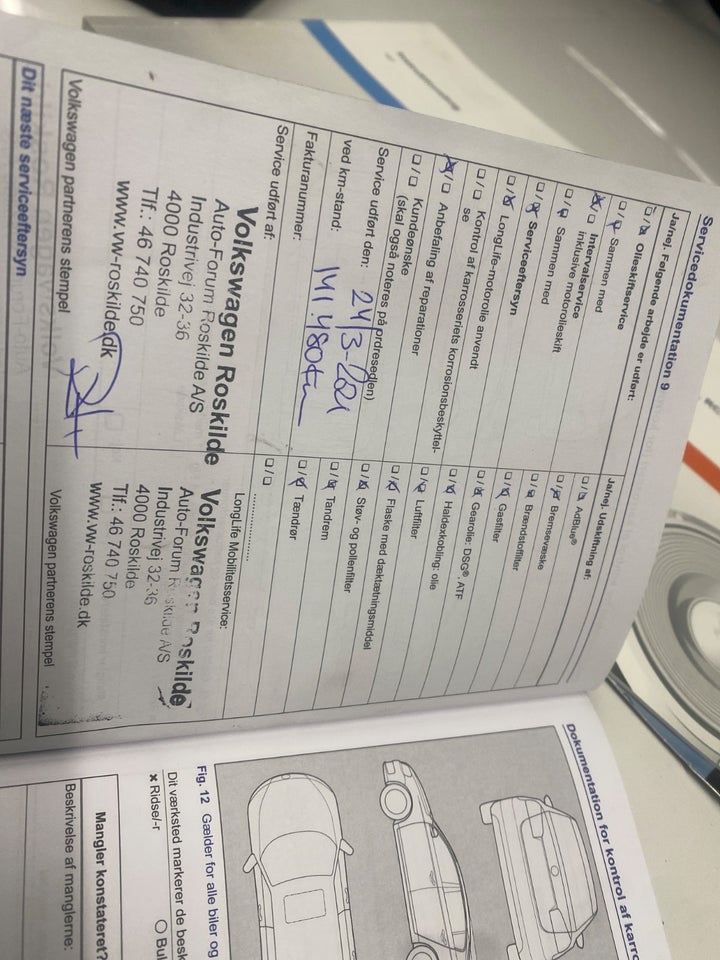 Servicedokumentation 9
Ja/nej, Følgende arbejde er udført:
Olieskiftservice
Sammen med
Intervalservice
inklusive motorolieskift
Sammen med
Serviceeftersyn
LongLife-motorolie anvendt
Kontrol af karrosseriets korrosionsbeskyttel-
se
Anbefaling af reparationer
Kundeønske
(skal også noteres på ordresedlen)
Service udført den: 24/3-2021
ved km-stand: 141.480 km
Fakturanummer:
Service udført af:
Volkswagen Roskilde
Auto-Forum Roskilde A/S
Industrivej 32-36
4000 Roskilde
Tlf.: 46 740 750
www.vw-roskilde.dk
Volkswagen partnerens stempel
Ja/nej, Udskiftning af:
AdBlue®
Bremsevæske
Brændstoffilter
Gasfilter
Gearolie: DSG®, ATF
Haldexkobling: olie
Luftfilter
Flaske med dæktætningsmiddel
Støv- og pollenfilter
Tandrem
Tændrør
LongLife Mobilitetsservice:
Volkswagen Roskilde
Auto-Forum Roskilde A/S
Industrivej 32-36
4000 Roskilde
Tlf.: 46 740 750
www.vw-roskilde.dk
Volkswagen partnerens stempel
Dit næste serviceeftersyn
Dokumentation for kontrol af karro
Fig. 12 Gælder for alle biler og
Dit værksted markerer de besk
× Ridse/-r
Bul
Mangler konstateret?
Beskrivelse af manglerne: